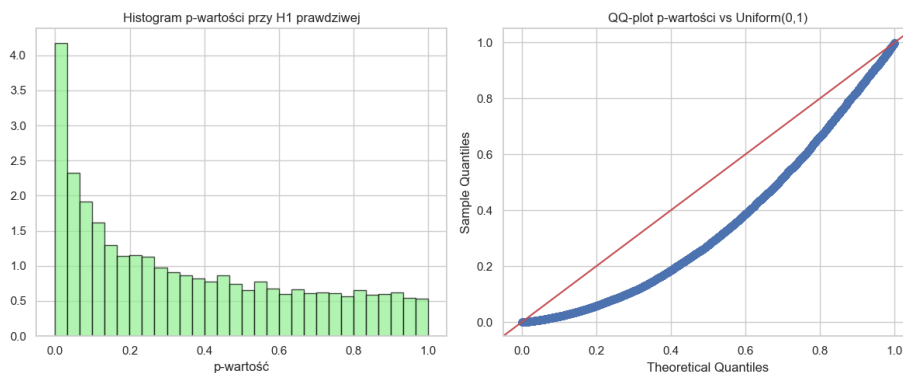 Histogram p-wartości przy H1 prawdziwej
4.0
3.5
3.0
2.5
2.0
1.5
1.0
0.5
0.0
0.0 0.2 0.4 0.6 0.8 1.0
p-wartość
QQ-plot p-wartości vs Uniform(0,1)
Sample Quantiles
1.0
0.8
0.6
0.4
0.2
0.0
0.0 0.2 0.4 0.6 0.8 1.0
Theoretical Quantiles